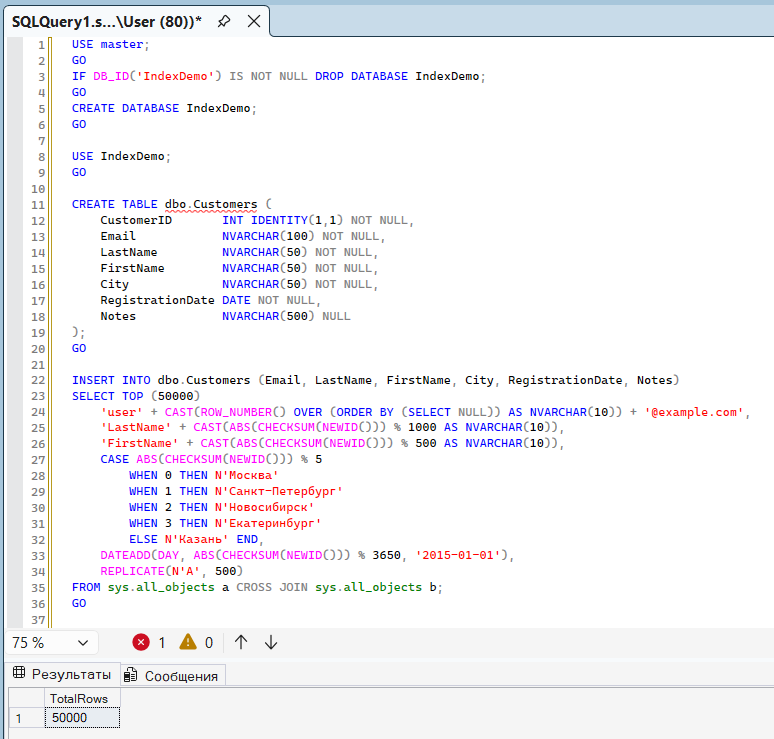 SQLQuery1.s...\User (80))*
1 USE master;
2 GO
3 IF DB_ID('IndexDemo') IS NOT NULL DROP DATABASE IndexDemo;
4 GO
5 CREATE DATABASE IndexDemo;
6 GO
7
8 USE IndexDemo;
9 GO
10
11 CREATE TABLE dbo.Customers (
12     CustomerID       INT IDENTITY(1,1) NOT NULL,
13     Email            NVARCHAR(100) NOT NULL,
14     LastName         NVARCHAR(50) NOT NULL,
15     FirstName        NVARCHAR(50) NOT NULL,
16     City             NVARCHAR(50) NOT NULL,
17     RegistrationDate DATE NOT NULL,
18     Notes            NVARCHAR(500) NULL
19 );
20 GO
21
22 INSERT INTO dbo.Customers (Email, LastName, FirstName, City, RegistrationDate, Notes)
23 SELECT TOP (50000)
24     'user' + CAST(ROW_NUMBER() OVER (ORDER BY (SELECT NULL)) AS NVARCHAR(10)) + '@example.com',
25     'LastName' + CAST(ABS(CHECKSUM(NEWID())) % 1000 AS NVARCHAR(10)),
26     'FirstName' + CAST(ABS(CHECKSUM(NEWID())) % 500 AS NVARCHAR(10)),
27     CASE ABS(CHECKSUM(NEWID())) % 5
28         WHEN 0 THEN N'Москва'
29         WHEN 1 THEN N'Санкт-Петербург'
30         WHEN 2 THEN N'Новосибирск'
31         WHEN 3 THEN N'Екатеринбург'
32         ELSE N'Казань' END,
33     DATEADD(DAY, ABS(CHECKSUM(NEWID())) % 3650, '2015-01-01'),
34     REPLICATE(N'A', 500)
35 FROM sys.all_objects a CROSS JOIN sys.all_objects b;
36 GO
37
75 % 1 0
Результаты Сообщения
TotalRows
1 50000